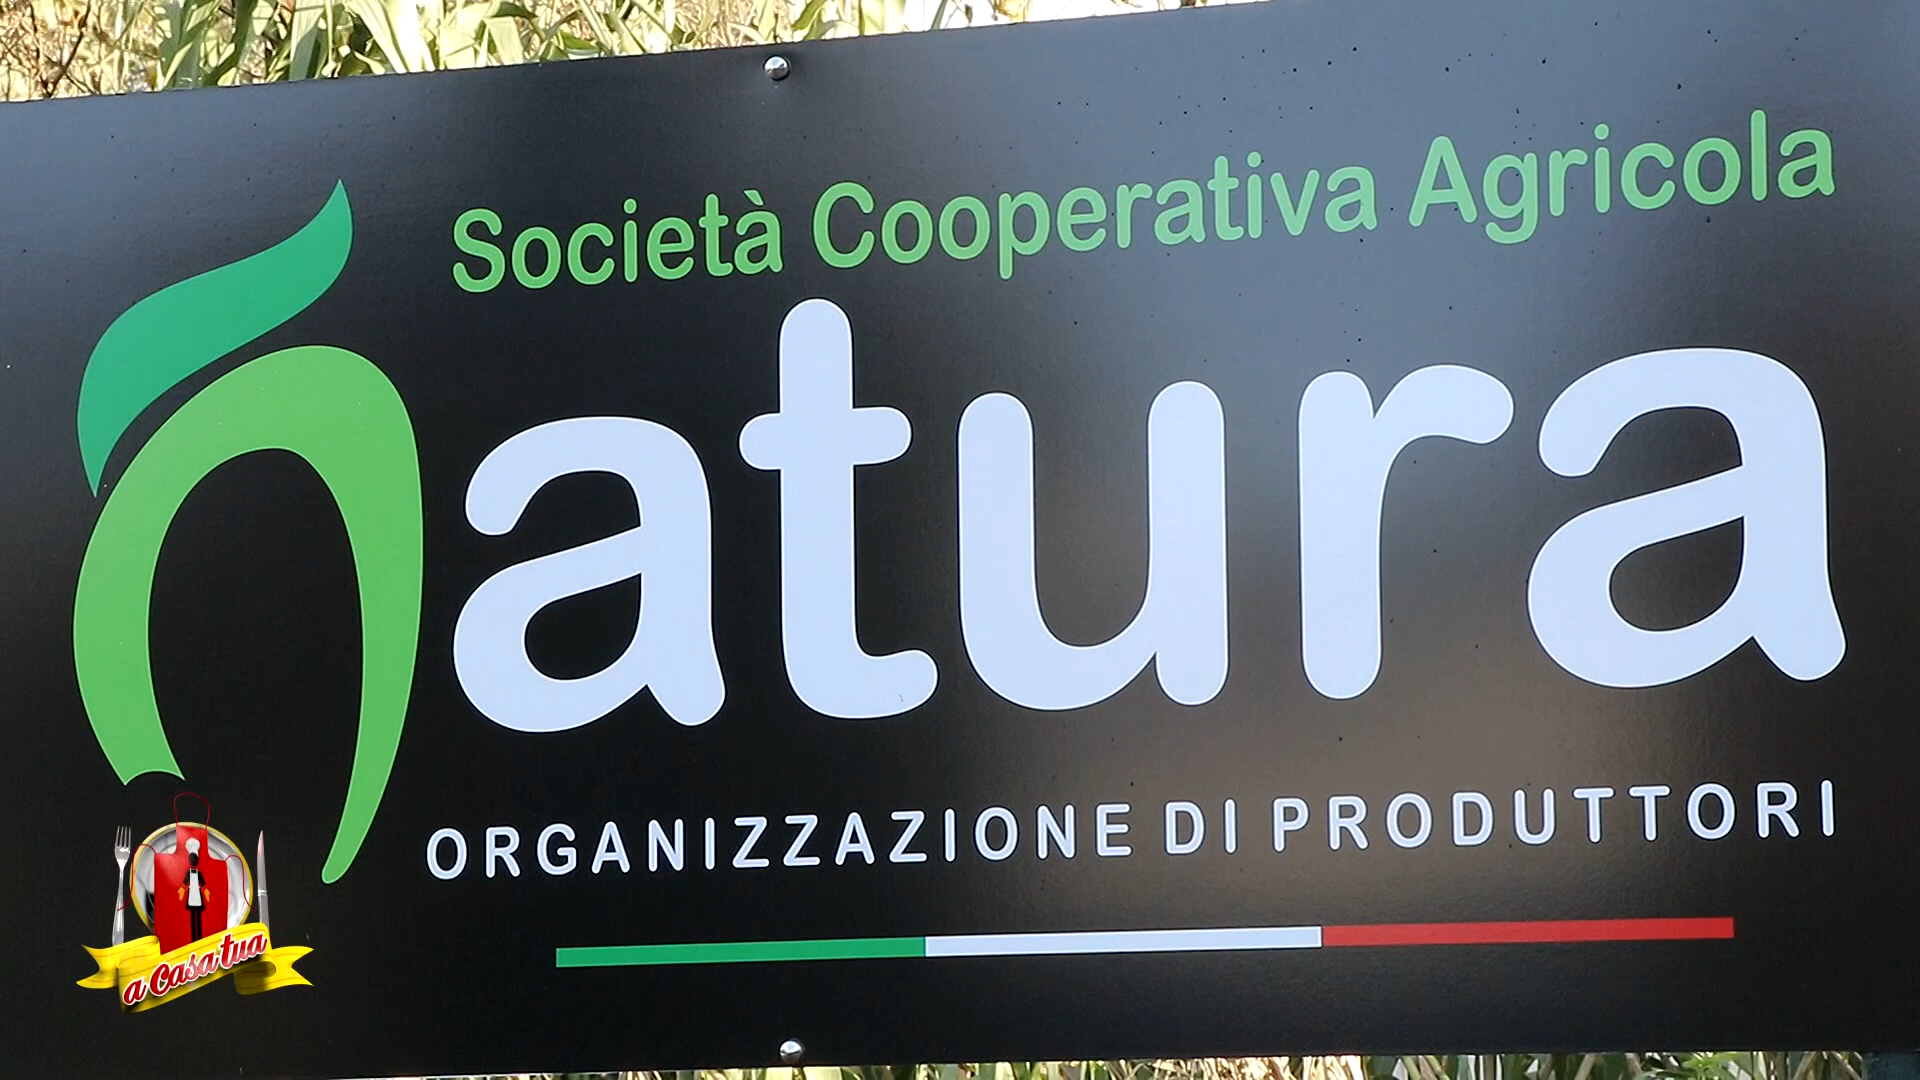 Società Cooperativa Agricola
natura
ORGANIZZAZIONE DI PRODUTTORI
a Casa tua